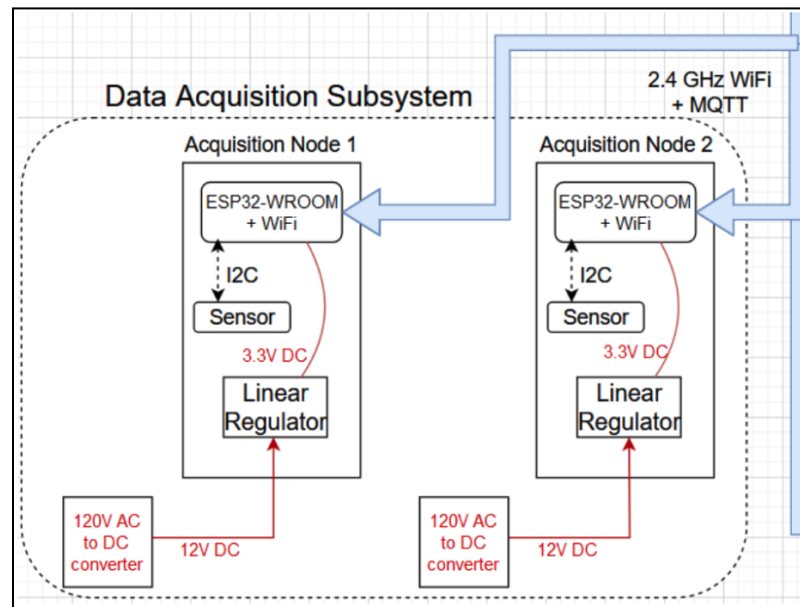 Data Acquisition Subsystem
2.4 GHz WiFi
+ MQTT
Acquisition Node 1
ESP32-WROOM
+ WiFi
I2C
Sensor
3.3V DC
Linear
Regulator
120V AC
to DC
converter
12V DC
Acquisition Node 2
ESP32-WROOM
+ WiFi
I2C
Sensor
3.3V DC
Linear
Regulator
120V AC
to DC
converter
12V DC